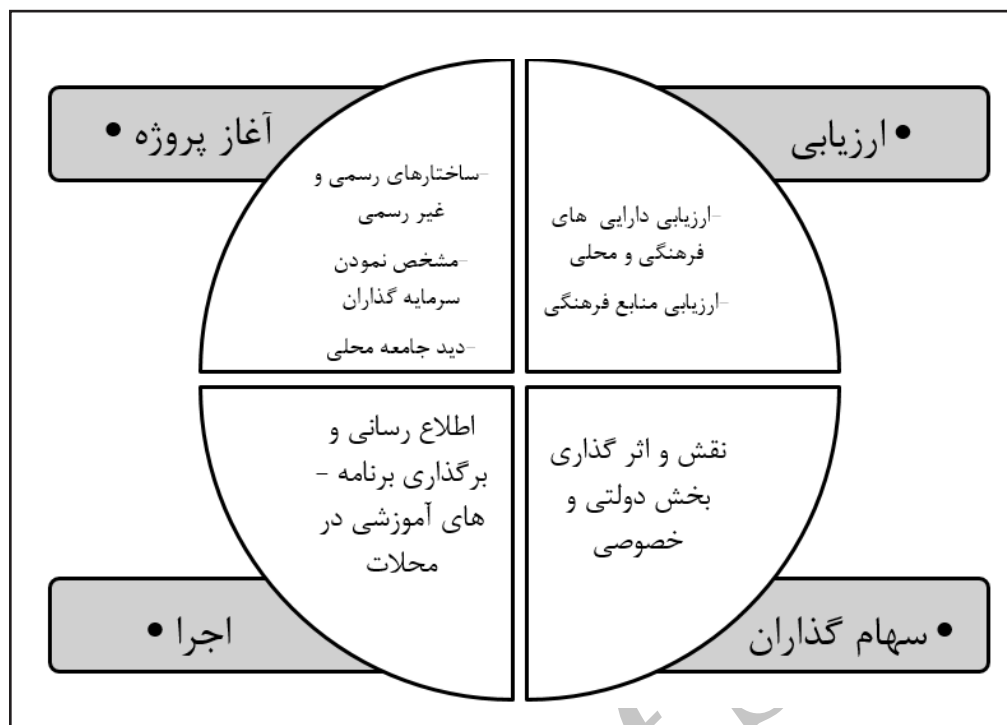 ارزیابی •
-ارزیابی دارایی های
فرهنگی و محلی
-ارزیابی منابع فرهنگی
آغاز پروژه •
-ساختارهای رسمی و
غیر رسمی
-مشخص نمودن
سرمایه گذاران
-دید جامعه محلی
نقش و اثر گذاری
بخش دولتی و
خصوصی
سهام گذاران •
اطلاع رسانی و
برگذاری برنامه -
های آموزشی در
محلات
اجرا •